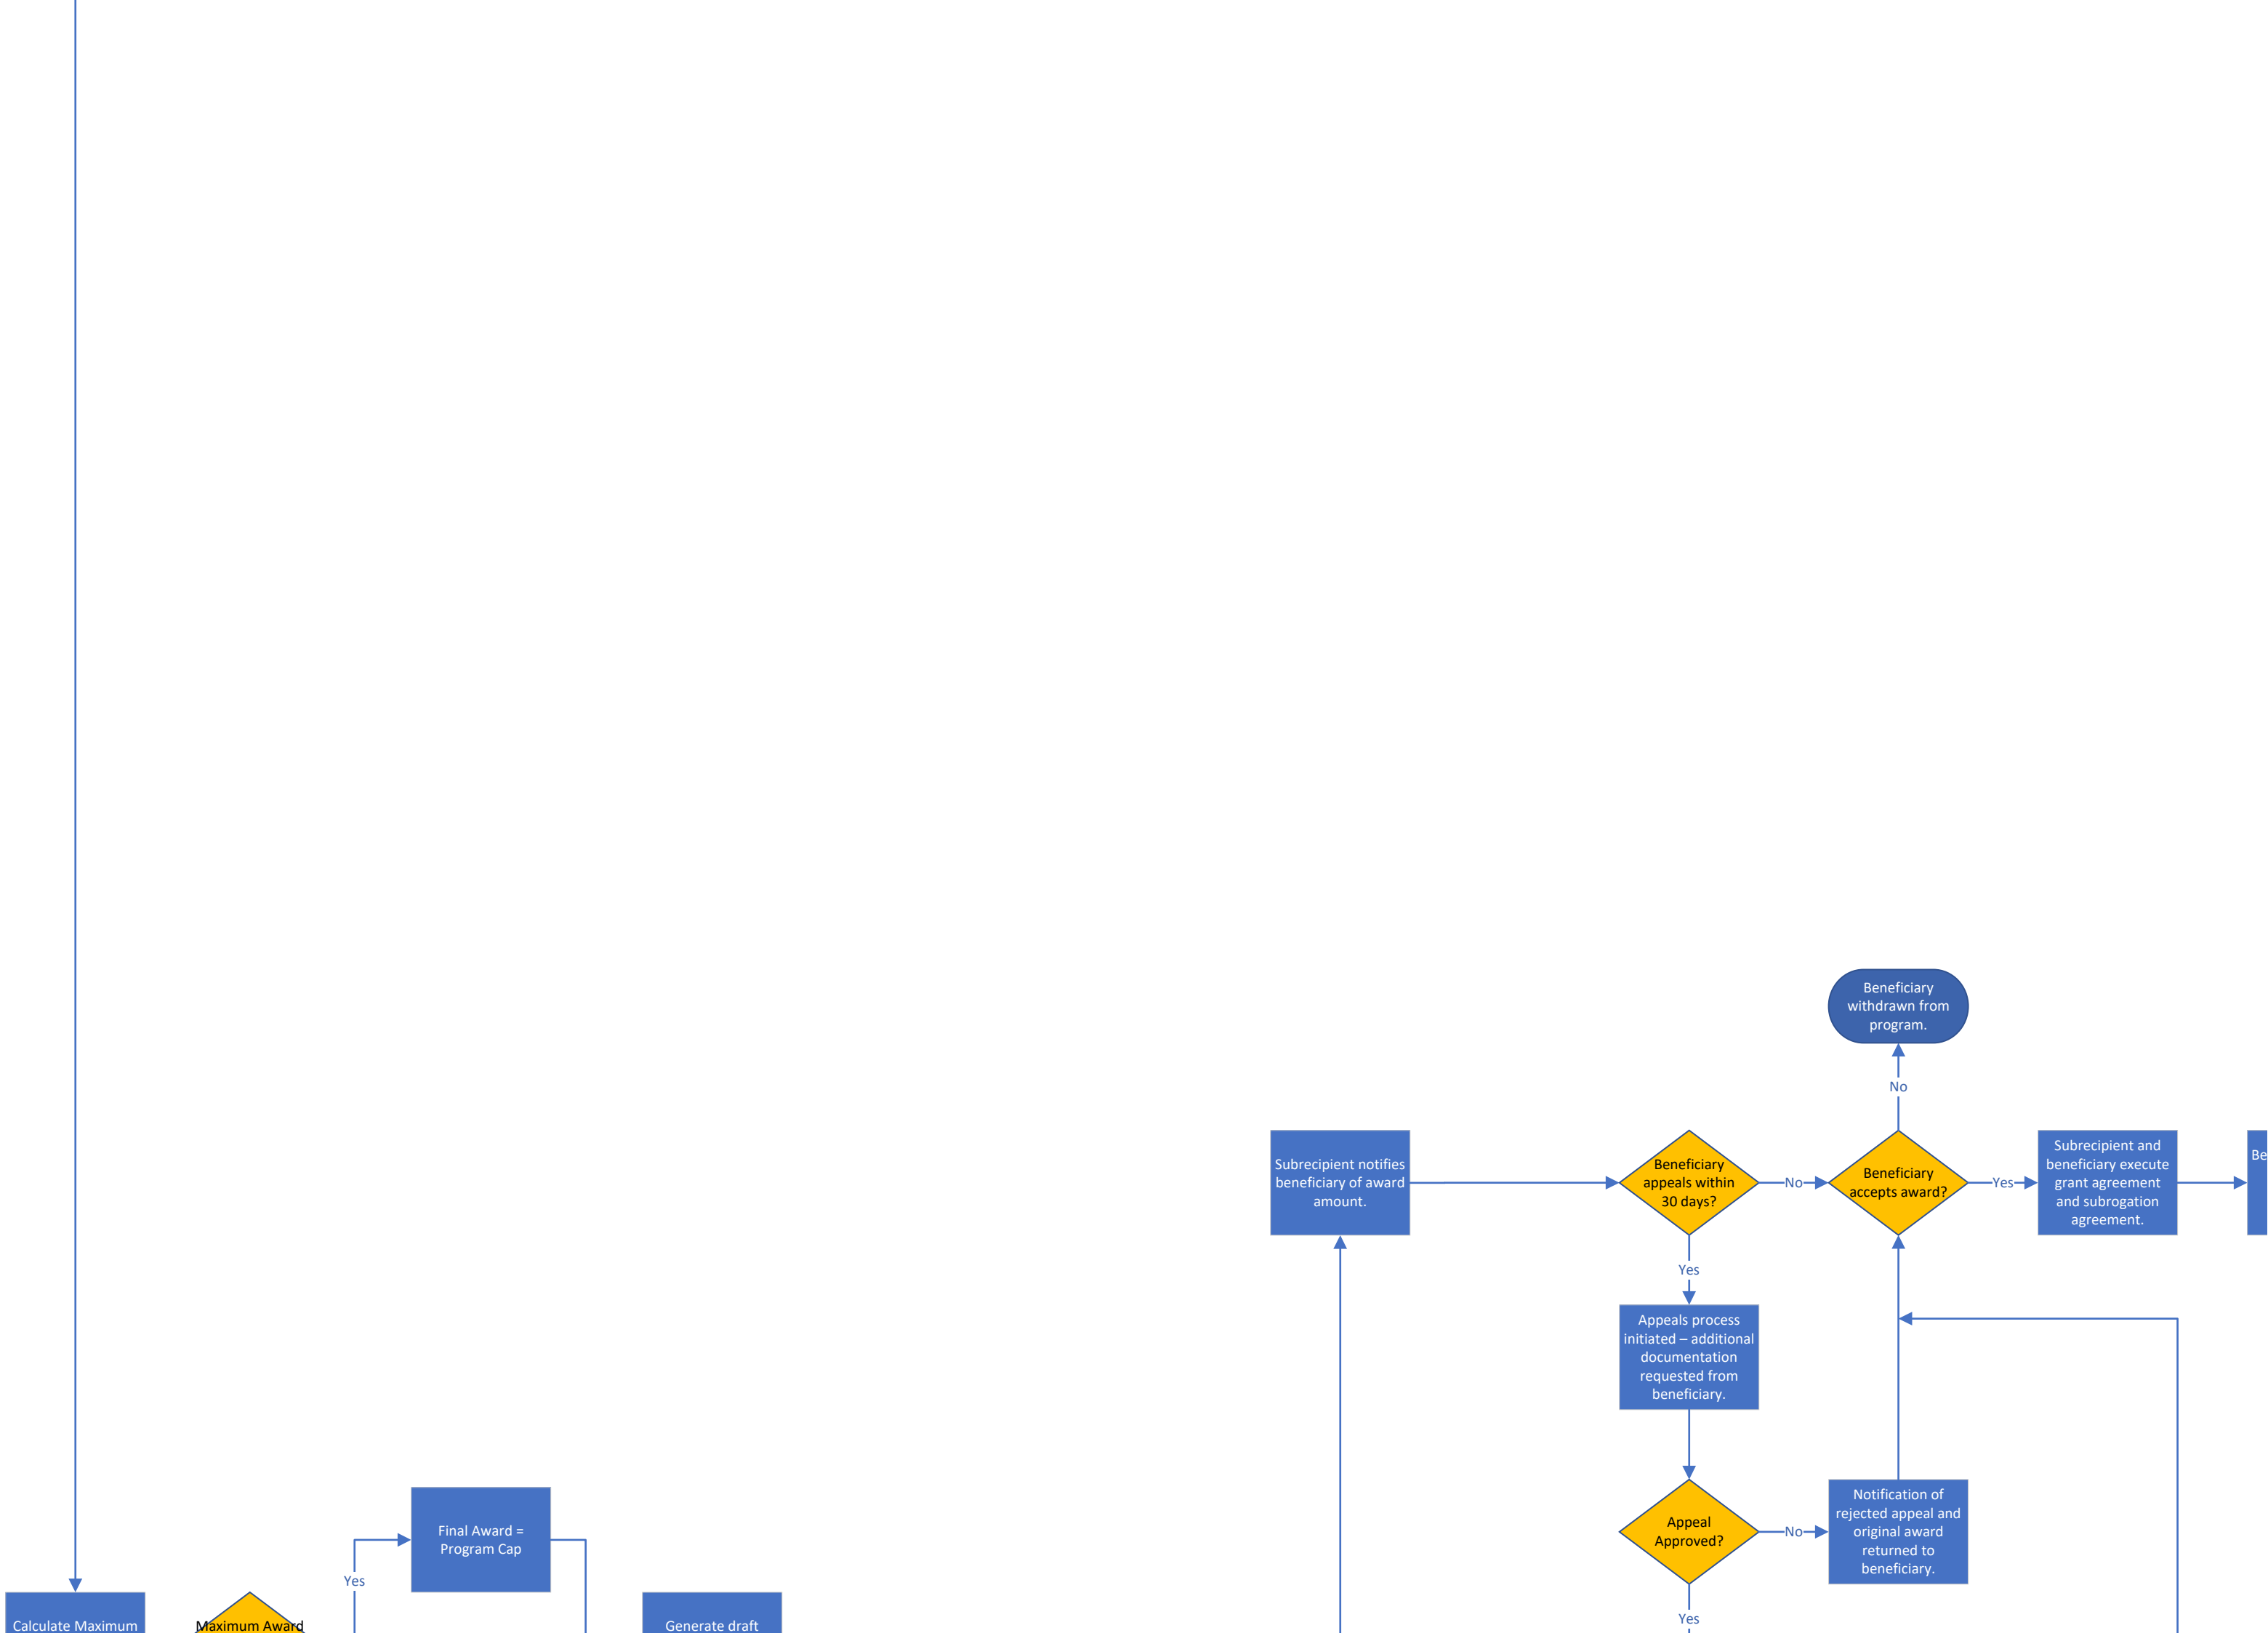 Beneficiary
withdrawn from
program.
No
Subrecipient notifies
beneficiary of award
amount.
Beneficiary
appeals within
30 days?
No
Beneficiary
accepts award?
Yes
Subrecipient and
beneficiary execute
grant agreement
and subrogation
agreement.
Be
Yes
Appeals process
initiated – additional
documentation
requested from
beneficiary.
Appeal
Approved?
No
Notification of
rejected appeal and
original award
returned to
beneficiary.
Yes
Final Award =
Program Cap
Yes
Calculate Maximum
Maximum Award
Generate draft